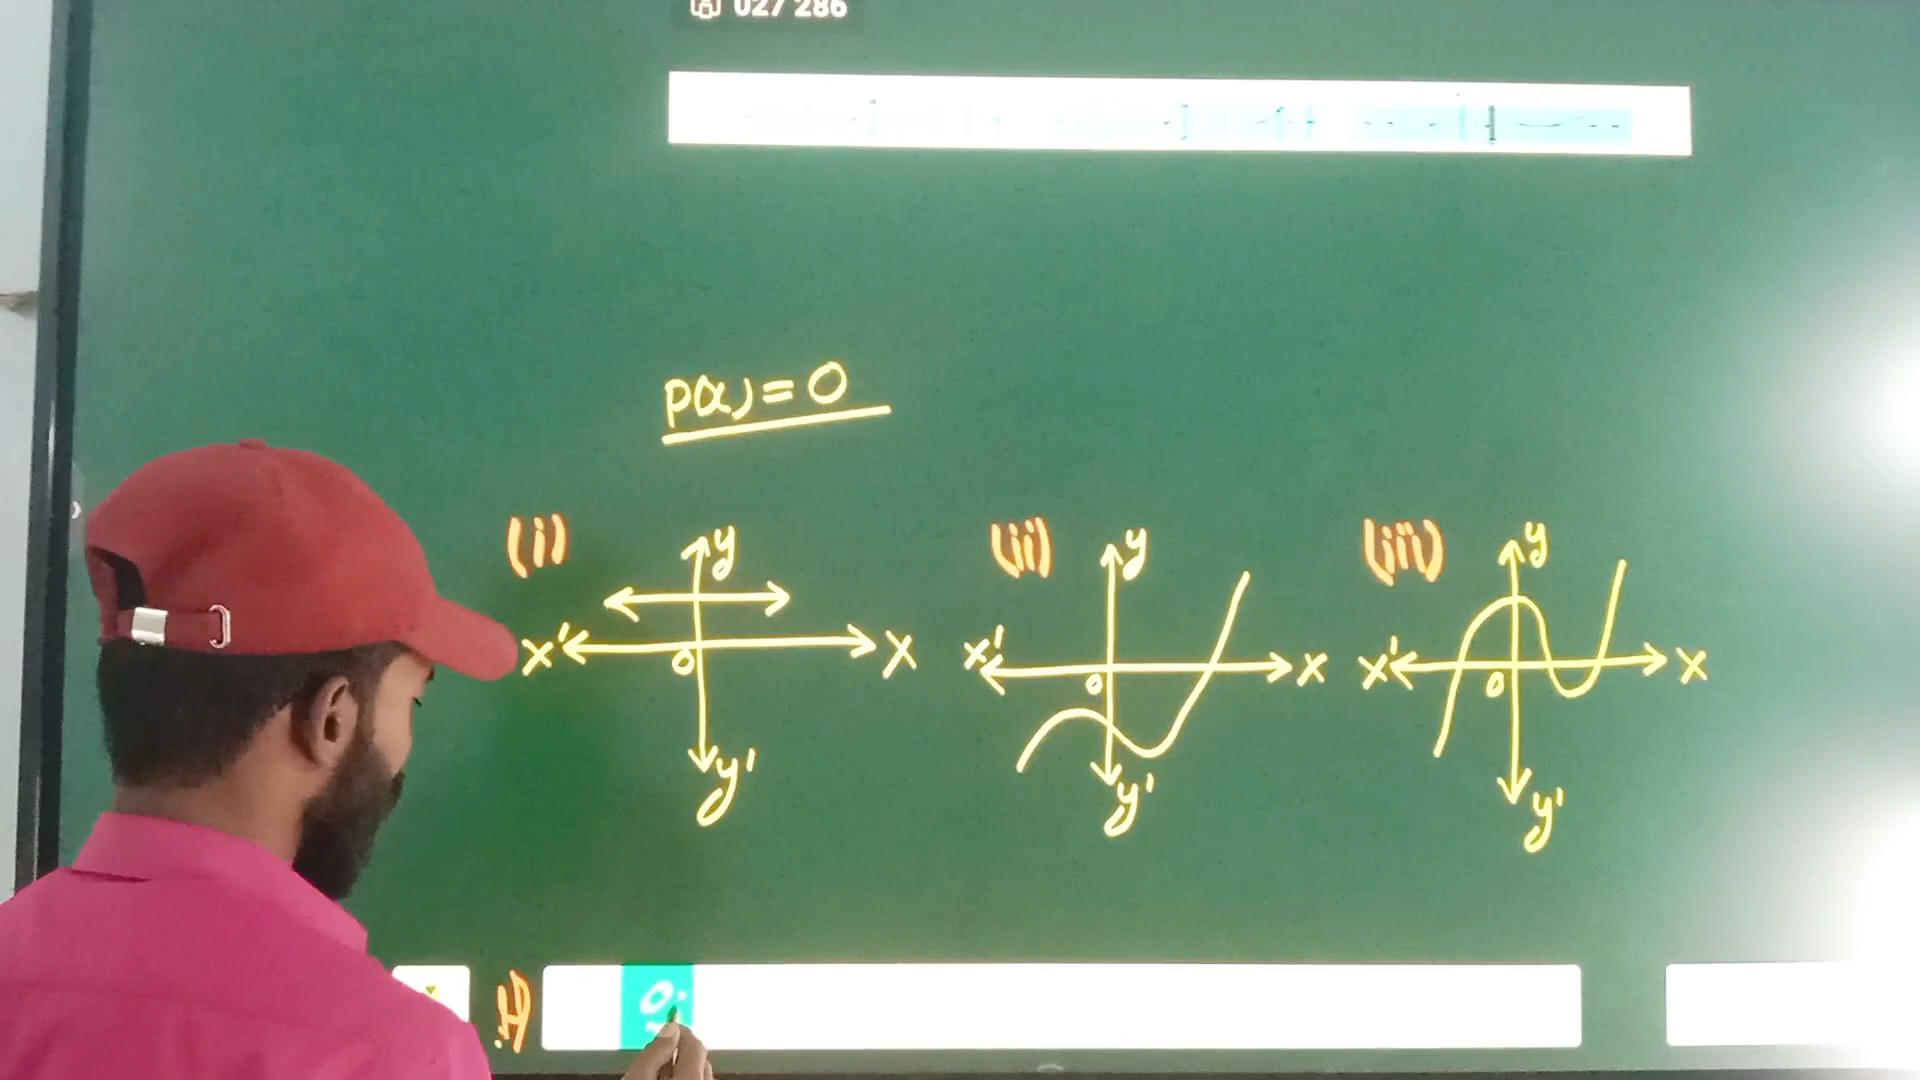 027 286
P(x) = 0
(i) (ii) (iii)
y y y
X' O X X' O X X' O X
y' y' y'